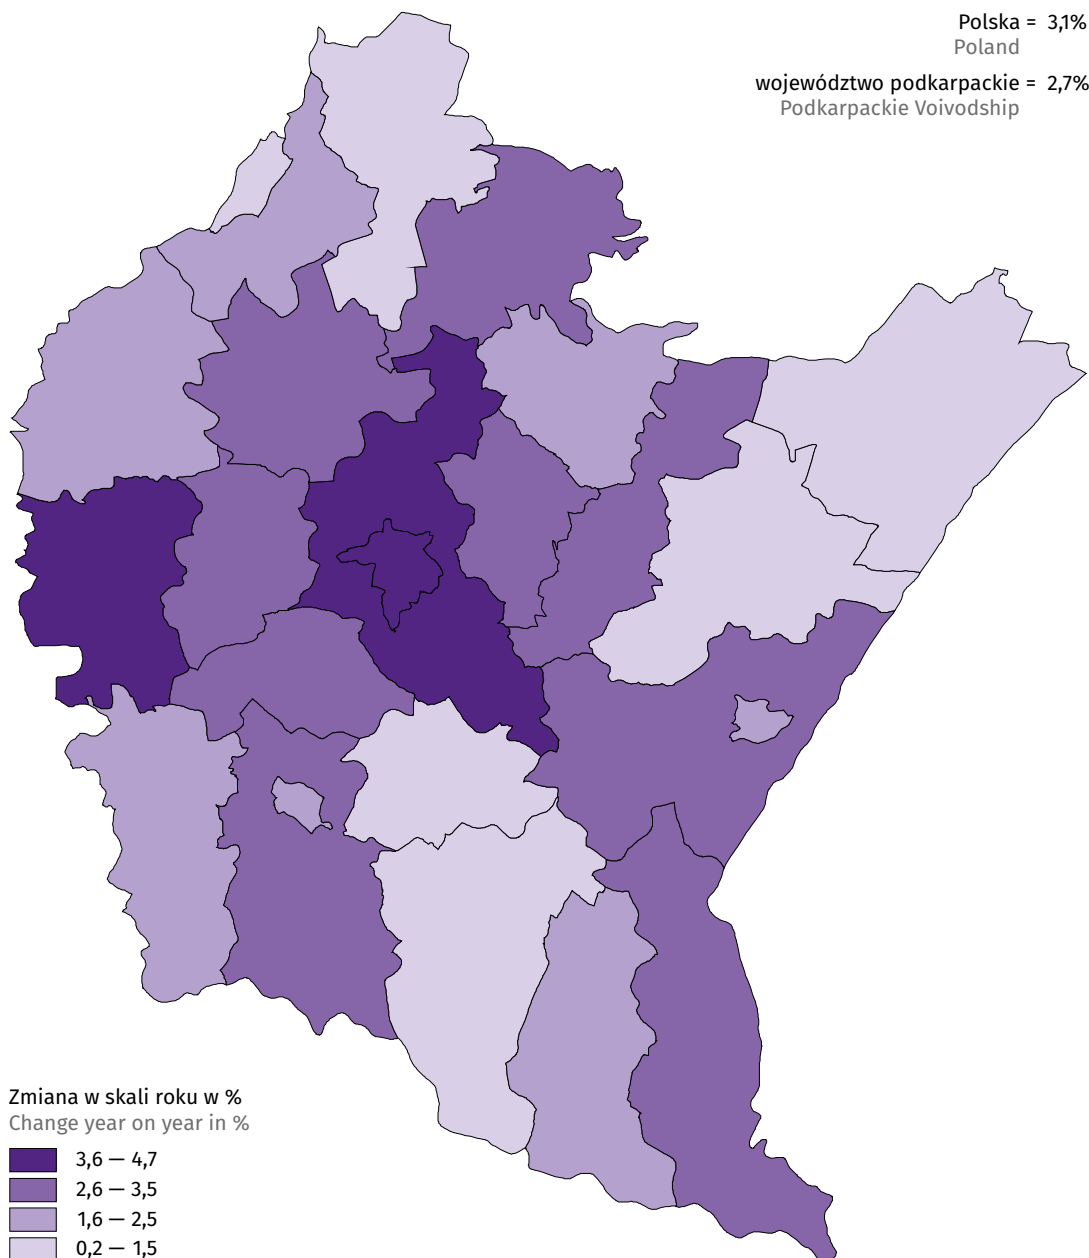 Polska = 3,1%
Poland
województwo podkarpackie = 2,7%
Podkarpackie Voivodship
Zmiana w skali roku w %
Change year on year in %
3,6 — 4,7
2,6 — 3,5
1,6 — 2,5
0,2 — 1,5